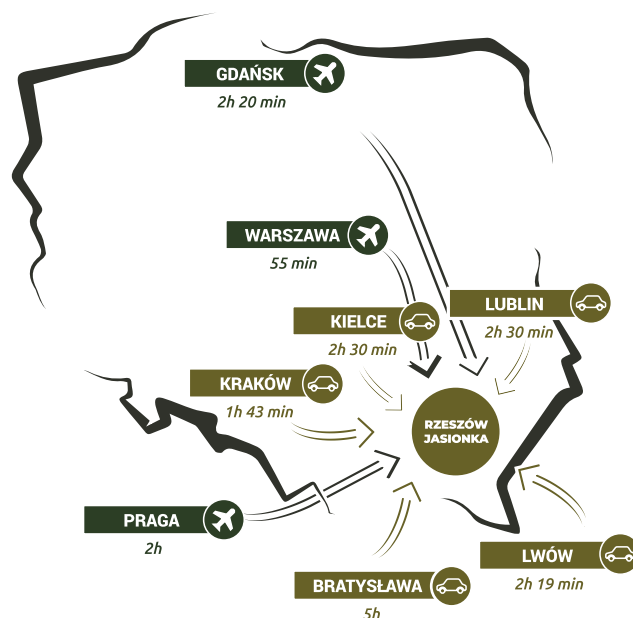 GDAŃSK
2h 20 min
WARSZAWA
55 min
LUBLIN
2h 30 min
KIELCE
2h 30 min
KRAKÓW
1h 43 min
RZESZÓW
JASIONKA
PRAGA
2h
LWÓW
2h 19 min
BRATYSŁAWA
5h